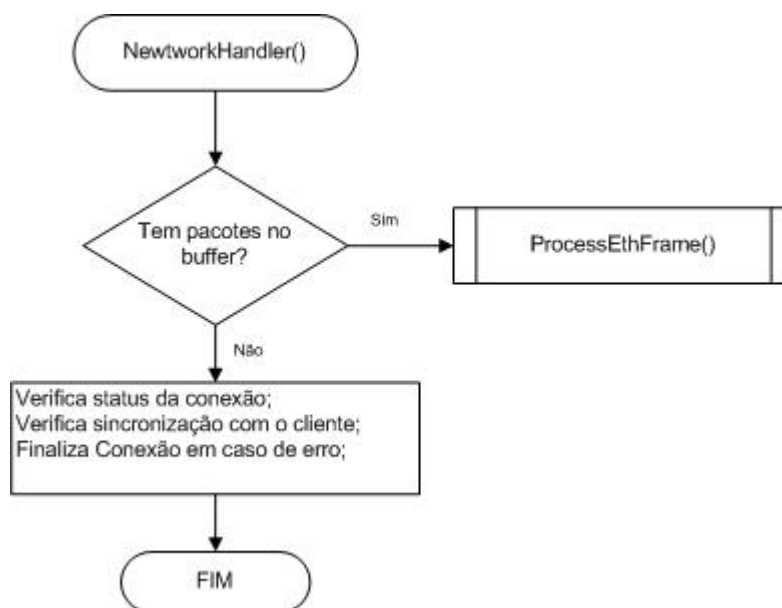 NewtworkHandler()
Tem pacotes no
buffer?
Sim
ProcessEthFrame()
Não
Verifica status da conexão;
Verifica sincronização com o cliente;
Finaliza Conexão em caso de erro;
FIM